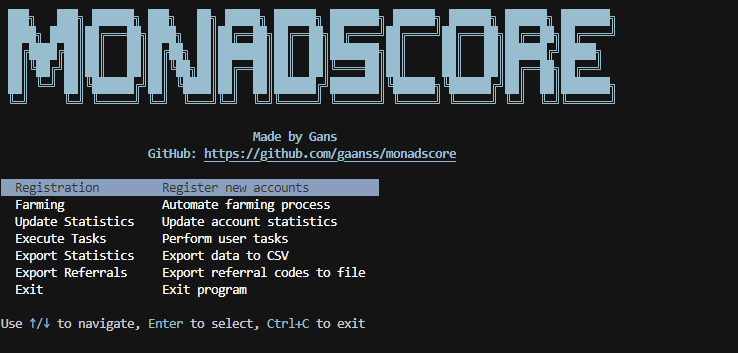 MONADSCORE
Made by Gans
GitHub: https://github.com/gaanss/monadscore
Registration Register new accounts
Farming Automate farming process
Update Statistics Update account statistics
Execute Tasks Perform user tasks
Export Statistics Export data to CSV
Export Referrals Export referral codes to file
Exit Exit program
Use ↑/↓ to navigate, Enter to select, Ctrl+C to exit